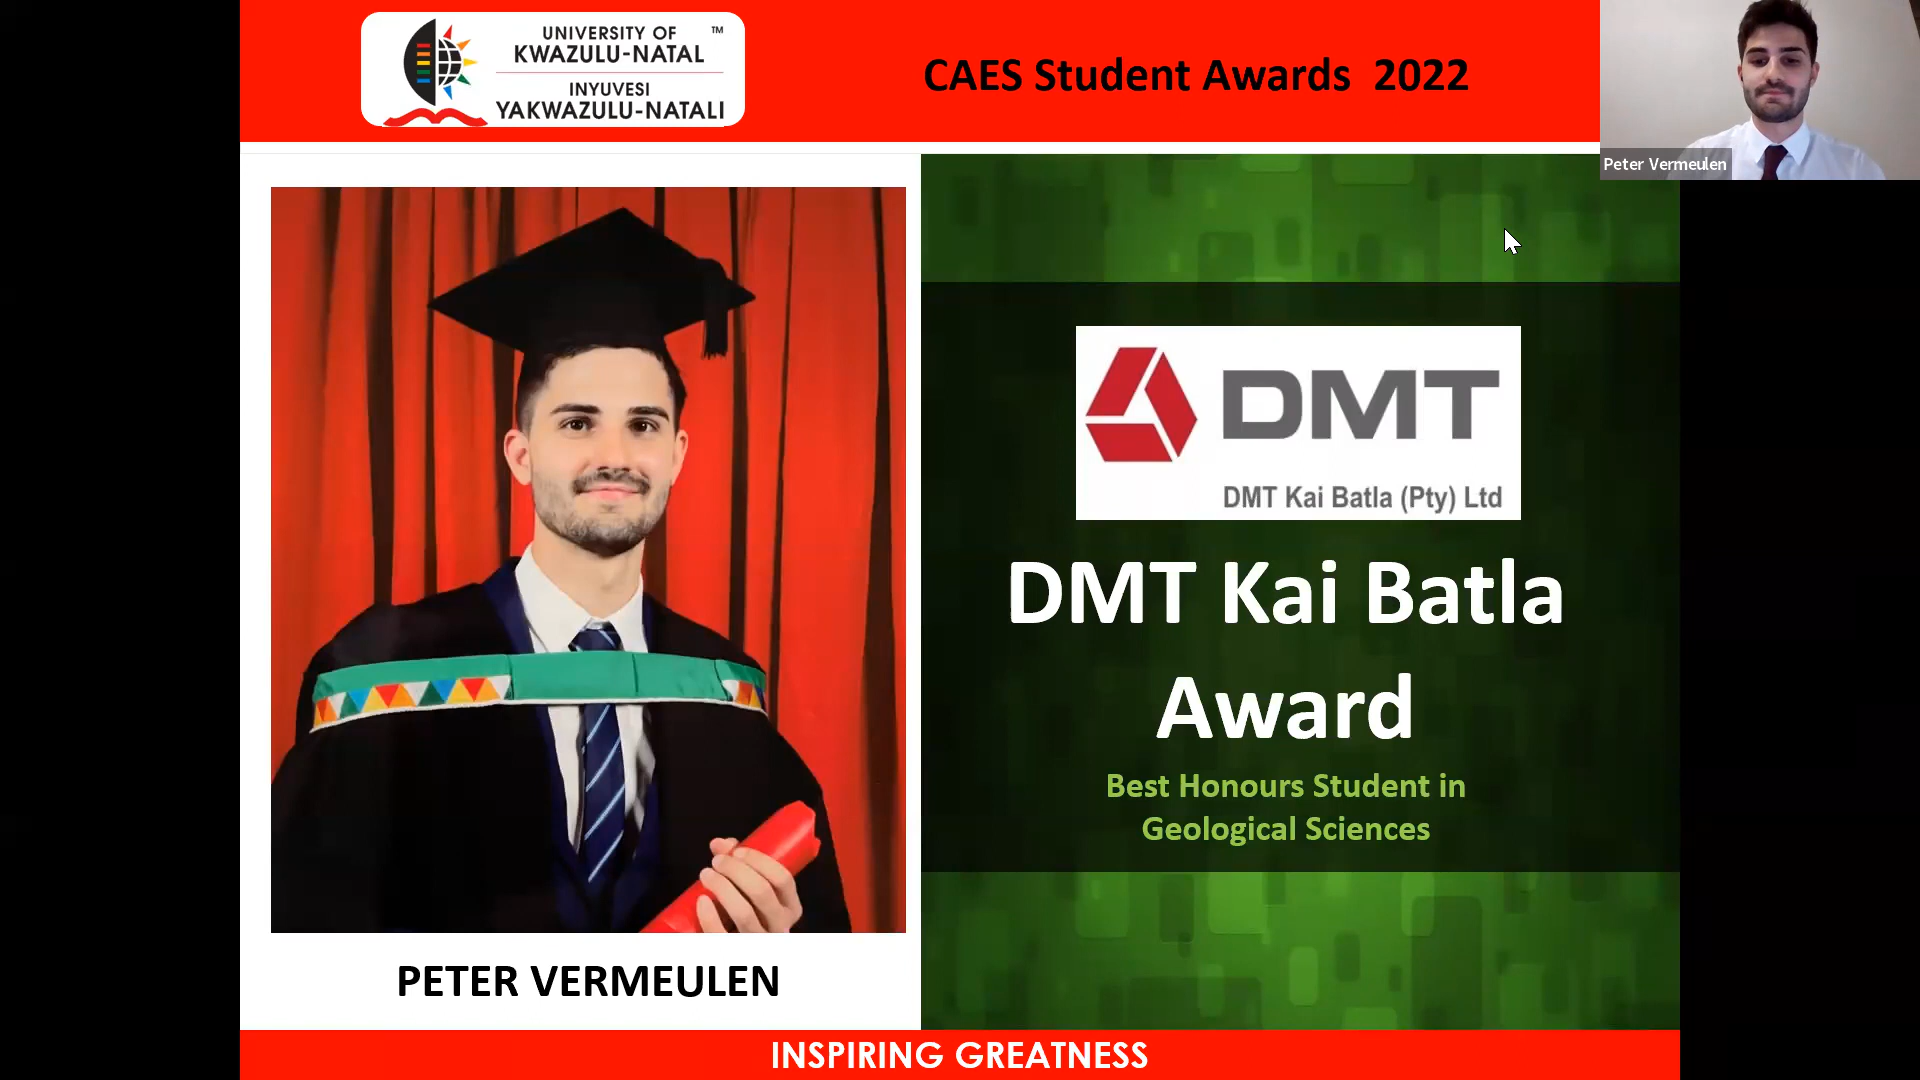 UNIVERSITY OF ™
KWAZULU-NATAL
INYUVESI
YAKWAZULU-NATALI
CAES Student Awards 2022
Peter Vermeulen
DMT
DMT Kai Batla (Pty) Ltd
DMT Kai Batla
Award
Best Honours Student in
Geological Sciences
PETER VERMEULEN
INSPIRING GREATNESS